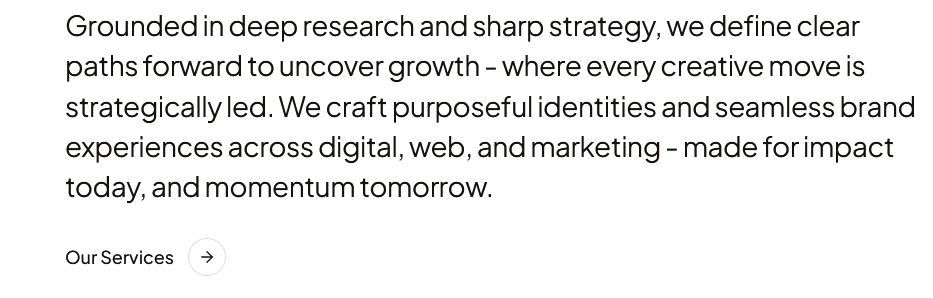 Grounded in deep research and sharp strategy, we define clear
paths forward to uncover growth - where every creative move is
strategically led. We craft purposeful identities and seamless brand
experiences across digital, web, and marketing - made for impact
today, and momentum tomorrow.
Our Services